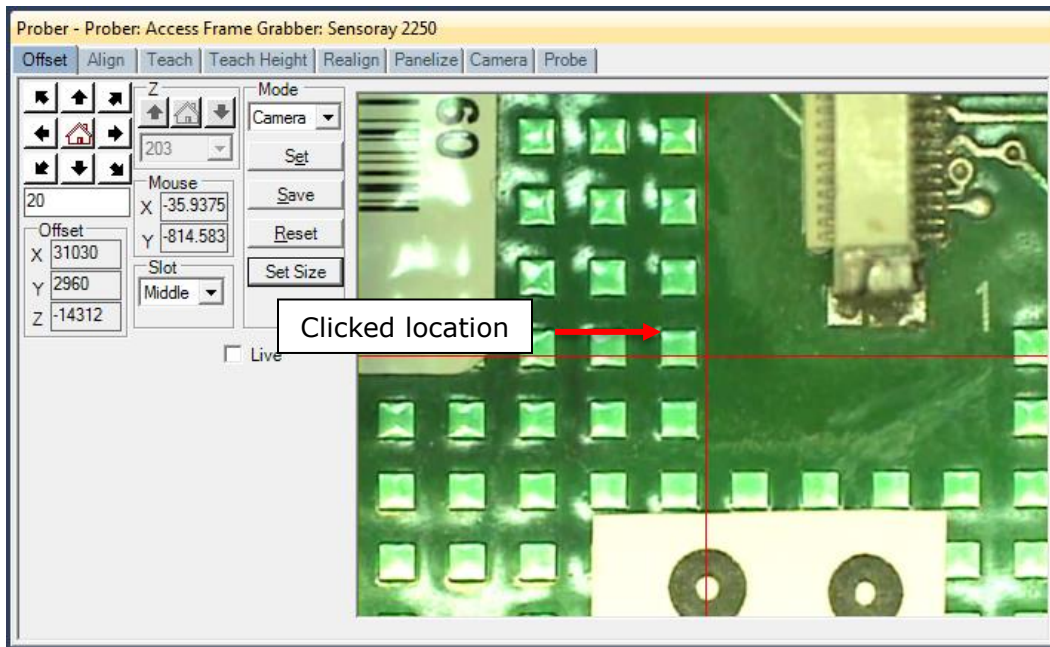 Prober - Prober: Access Frame Grabber: Sensoray 2250
Offset Align Teach Teach Height Realign Panelize Camera Probe
Z
203
Mode
Camera
Set
Save
Reset
Set Size
20
Mouse
X -35.9375
Y -814.583
Offset
X 31030
Y 2960
Z -14312
Slot
Middle
Live
Clicked location
60
1